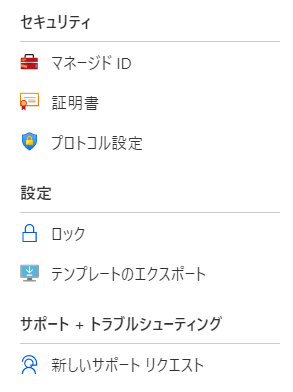 セキュリティ
マネージド ID
証明書
プロトコル設定
設定
ロック
テンプレートのエクスポート
サポート + トラブルシューティング
新しいサポート リクエスト